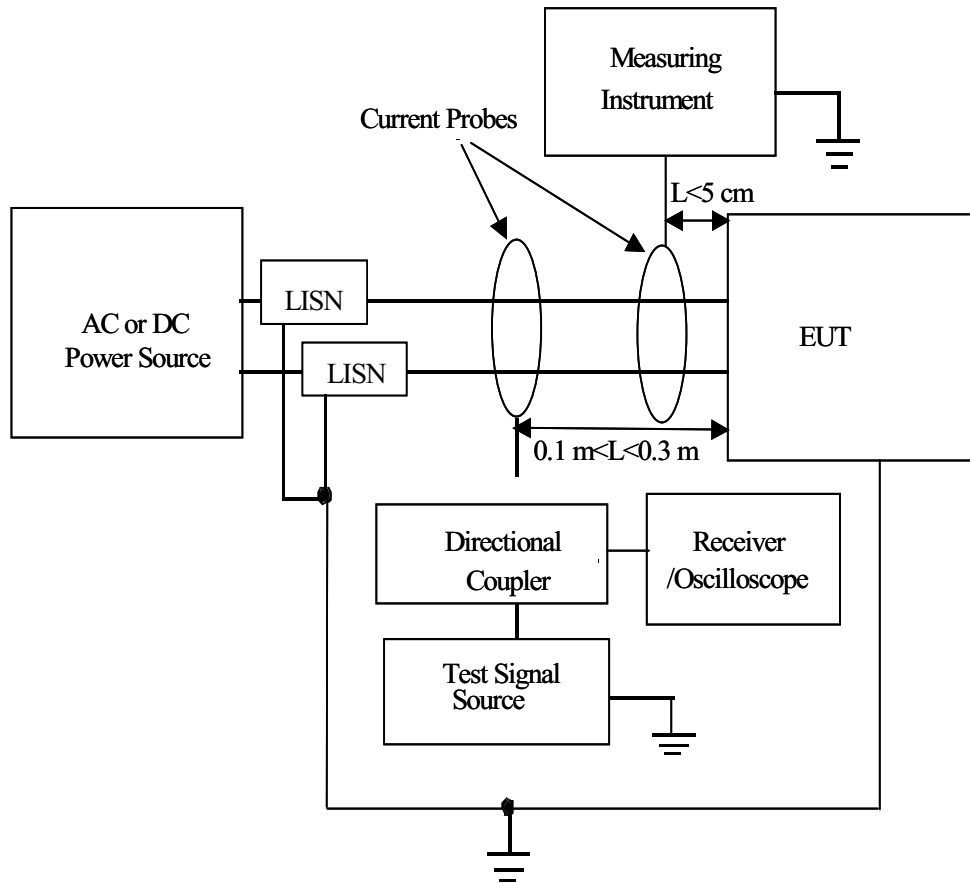 Measuring
Instrument
Current Probes
L<5 cm
LISN
AC or DC
Power Source
EUT
LISN
0.1 m<L<0.3 m
Directional
Coupler
Receiver
/Oscilloscope
Test Signal
Source